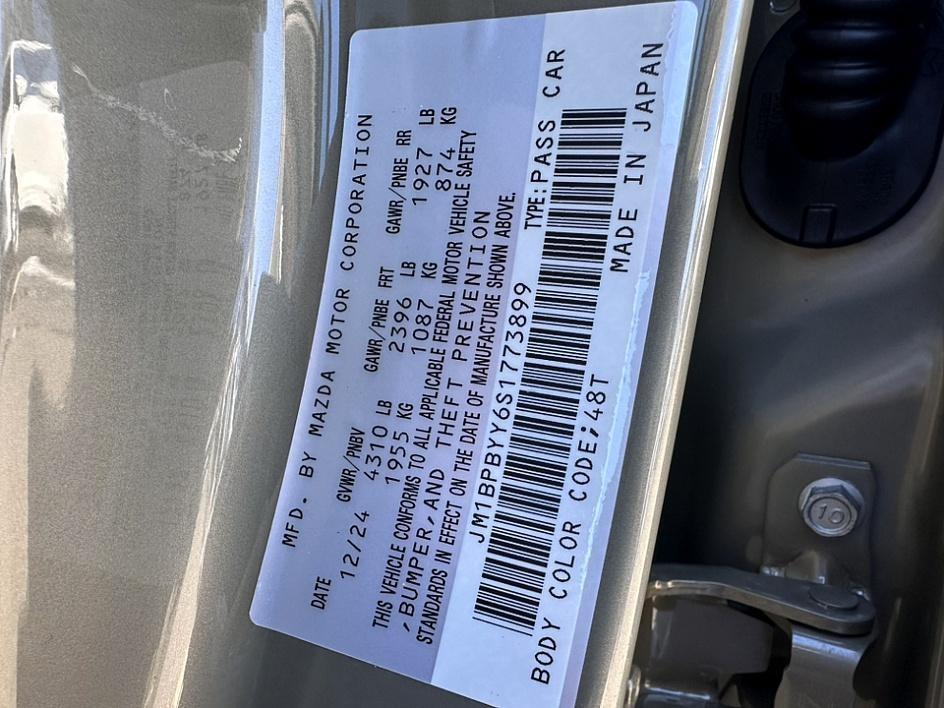 MFD. BY MAZDA MOTOR CORPORATION
DATE GVWR/PNBV GAWR/PNBE FRT GAWR/PNBE RR
12/24 4310 LB 2396 LB 1927 LB
1955 KG 1087 KG 874 KG
THIS VEHICLE CONFORMS TO ALL APPLICABLE FEDERAL MOTOR VEHICLE SAFETY
,BUMPER,AND THEFT PREVENTION
STANDARDS IN EFFECT ON THE DATE OF MANUFACTURE SHOWN ABOVE.
JM1BPBYY6S1773899 TYPE:PASS CAR
BODY COLOR CODE;48T MADE IN JAPAN
10